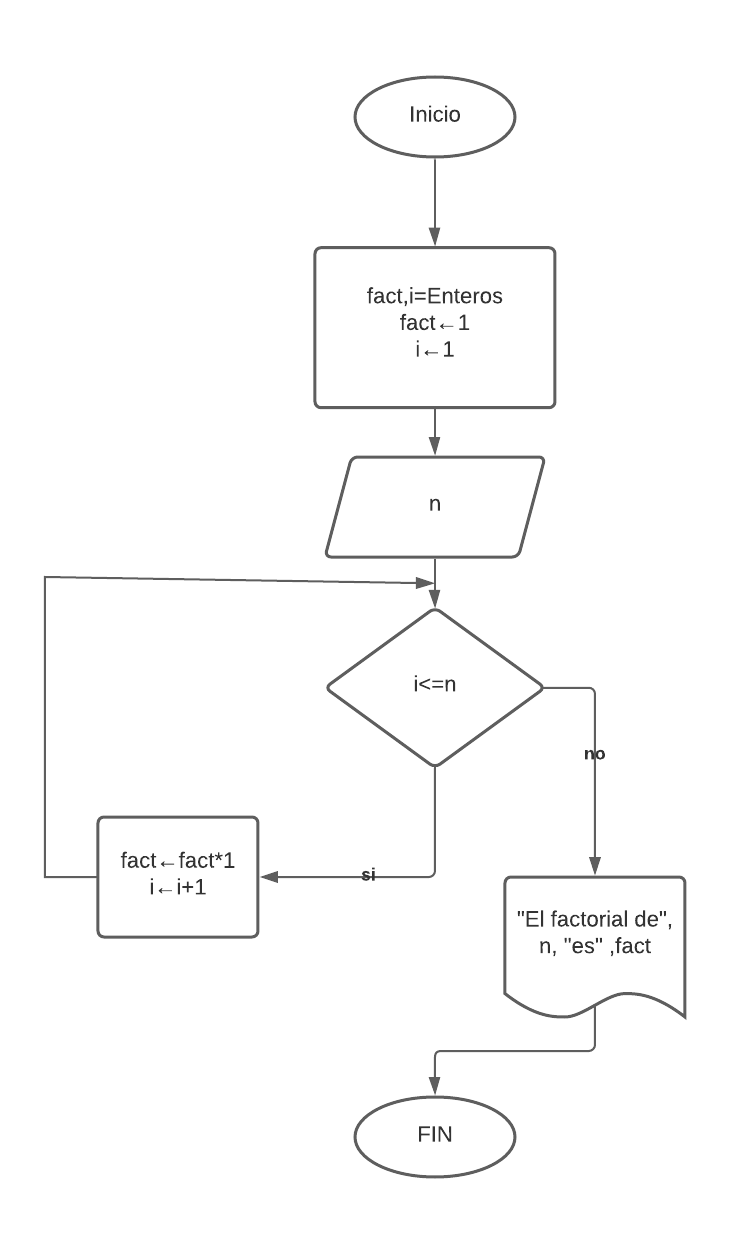 Inicio
fact,i=Enteros
fact←1
i←1
n
i<=n
no
si
fact←fact*1
i←i+1
"El factorial de",
n, "es" ,fact
FIN